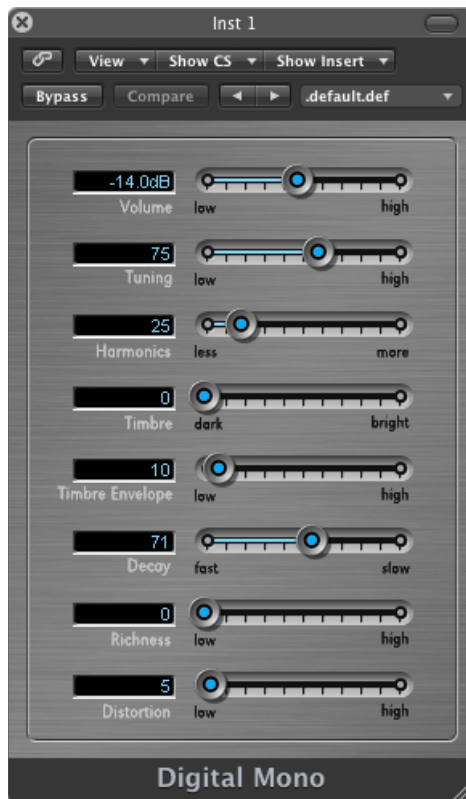 Inst 1
View Show CS Show Insert
Bypass Compare .default.def
-14.0dB
Volume low high
75
Tuning low high
25
Harmonics less more
0
Timbre dark bright
10
Timbre Envelope low high
71
Decay fast slow
0
Richness low high
5
Distortion low high
Digital Mono